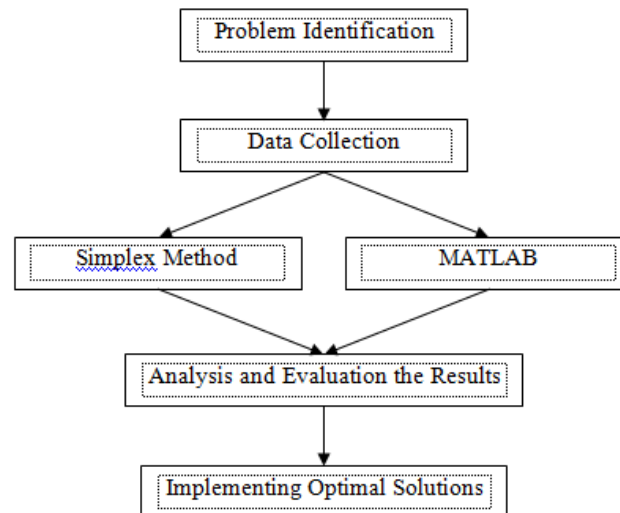 Problem Identification
Data Collection
Simplex Method
MATLAB
Analysis and Evaluation the Results
Implementing Optimal Solutions